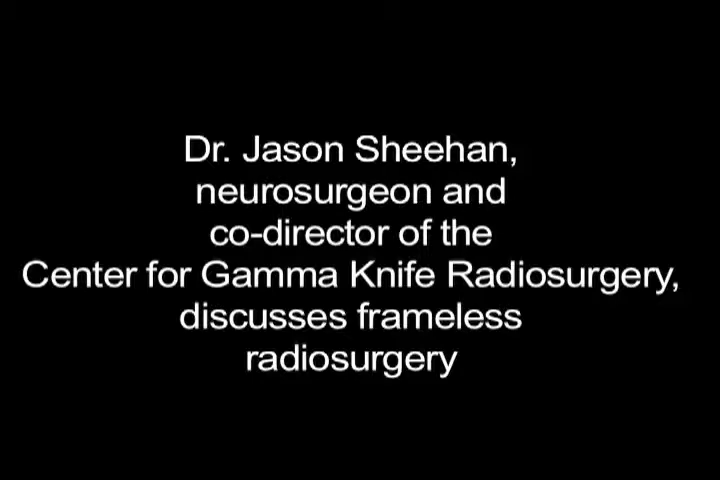 Dr. Jason Sheehan,
neurosurgeon and
co-director of the
Center for Gamma Knife Radiosurgery,
discusses frameless
radiosurgery